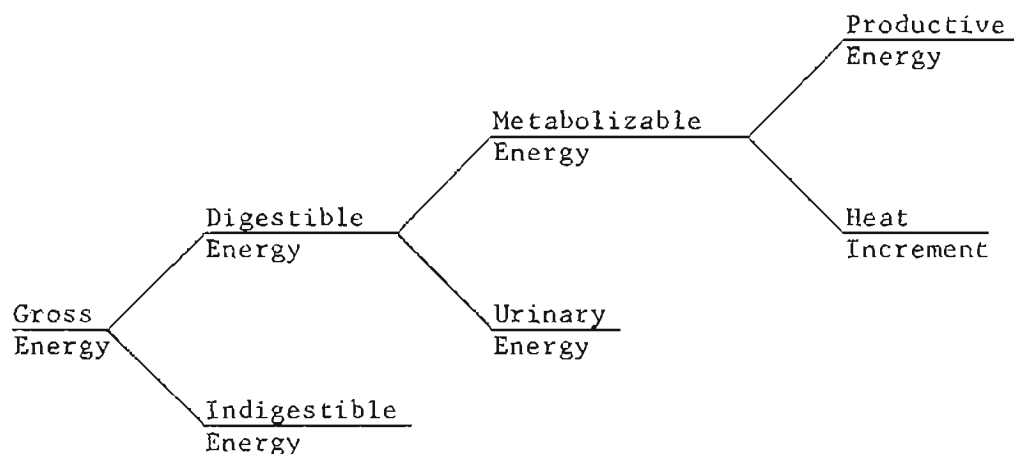 Productive
Energy
Metabolizable
Energy
Digestible
Energy
Heat
Increment
Gross
Energy
Urinary
Energy
Indigestible
Energy